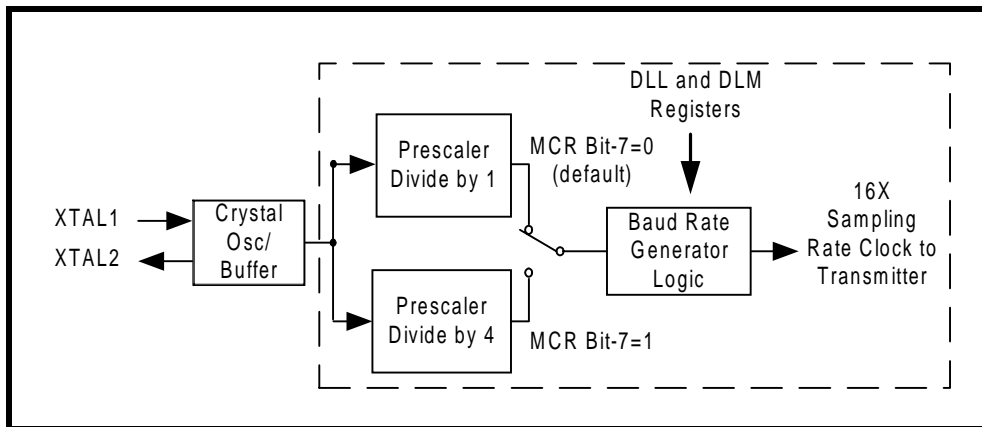 DLL and DLM
Registers
Prescaler
Divide by 1
MCR Bit-7=0
(default)
XTAL1
XTAL2
Crystal
Osc/
Buffer
Baud Rate
Generator
Logic
16X
Sampling
Rate Clock to
Transmitter
Prescaler
Divide by 4
MCR Bit-7=1